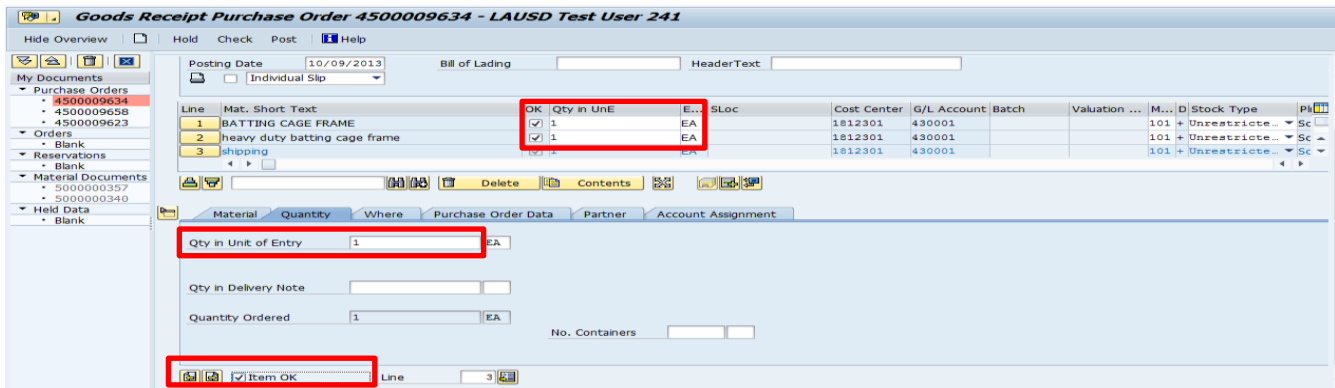 Goods Receipt Purchase Order 4500009634 - LAUSD Test User 241
Hide Overview Hold Check Post Help
Posting Date 10/09/2013 Bill of Lading HeaderText
Individual Slip
My Documents
Purchase Orders
4500009634
4500009658
4500009623
Orders
Blank
Reservations
Blank
Material Documents
5000000357
5000000340
Held Data
Blank
Line Mat. Short Text OK Qty in UnE E... SLoc Cost Center G/L Account Batch Valuation ... M... D Stock Type
1 BATTING CAGE FRAME 1 EA 1812301 430001 101 + Unrestricte... Sc
2 heavy duty batting cage frame 1 EA 1812301 430001 101 + Unrestricte... Sc
3 shipping 1 EA 1812301 430001 101 + Unrestricte... Sc
Delete Contents
Material Quantity Where Purchase Order Data Partner Account Assignment
Qty in Unit of Entry 1 EA
Qty in Delivery Note
Quantity Ordered 1 EA
No. Containers
Item OK Line 3